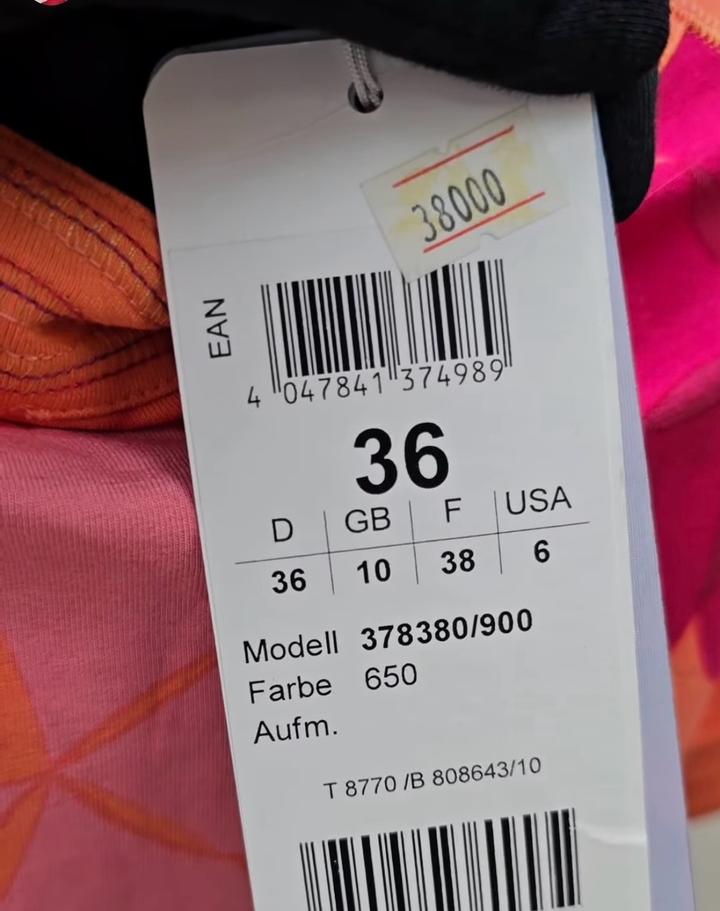 38000
EAN
4 047841 374989
36
D GB F USA
36 10 38 6
Modell 378380/900
Farbe 650
Aufm.
T 8770 /B 808643/10